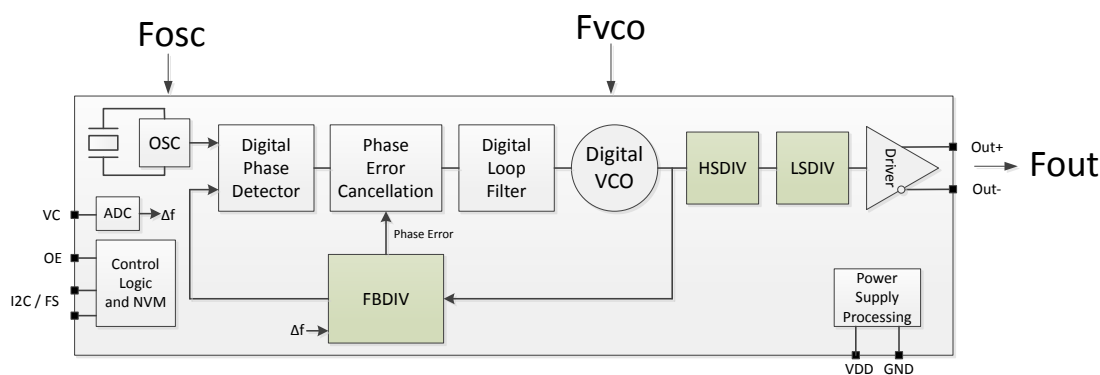 Fosc
Fvco
OSC
Digital
Phase
Detector
Phase
Error
Cancellation
Digital
Loop
Filter
Digital
VCO
HSDIV
LSDIV
Driver
Out+
Out-
Fout
VC
ADC
Δf
Phase Error
OE
I2C / FS
Control
Logic
and NVM
FBDIV
Δf
Power
Supply
Processing
VDD
GND